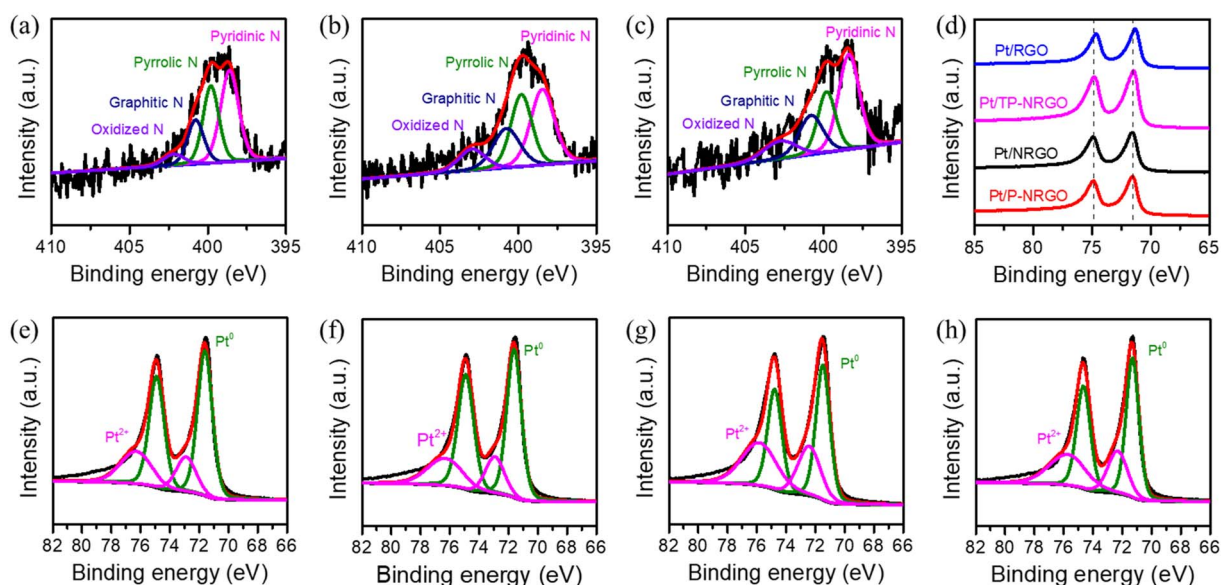 (a)
Pyridinic N
Pyrrolic N
Graphitic N
Oxidized N
Intensity (a.u.)
410 405 400 395
Binding energy (eV)
(b)
Pyridinic N
Pyrrolic N
Graphitic N
Oxidized N
Intensity (a.u.)
410 405 400 395
Binding energy (eV)
(c)
Pyridinic N
Pyrrolic N
Graphitic N
Oxidized N
Intensity (a.u.)
410 405 400 395
Binding energy (eV)
(d)
Pt/RGO
Pt/TP-NRGO
Pt/NRGO
Pt/P-NRGO
Intensity (a.u.)
85 80 75 70 65
Binding energy (eV)
(e)
Pt⁰
Pt²⁺
Intensity (a.u.)
82 80 78 76 74 72 70 68 66
Binding energy (eV)
(f)
Pt⁰
Pt²⁺
Intensity (a.u.)
82 80 78 76 74 72 70 68 66
Binding energy (eV)
(g)
Pt⁰
Pt²⁺
Intensity (a.u.)
82 80 78 76 74 72 70 68 66
Binding energy (eV)
(h)
Pt⁰
Pt²⁺
Intensity (a.u.)
82 80 78 76 74 72 70 68 66
Binding energy (eV)